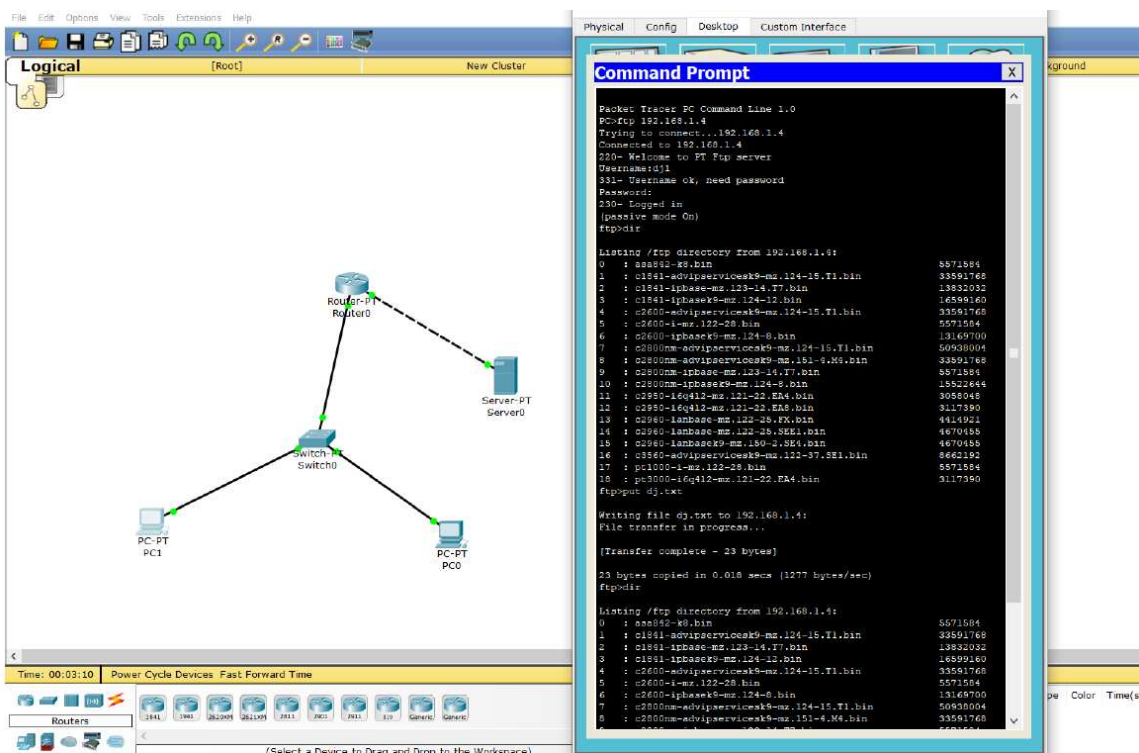 File Edit Options View Tools Extensions Help
Logical
[Root]
New Cluster
kground
Router-PT
Router0
Server-PT
Server0
Switch-PT
Switch0
PC-PT
PC1
PC-PT
PC0
Physical Config Desktop Custom Interface
Command Prompt
X
Packet Tracer PC Command Line 1.0
PC>ftp 192.168.1.4
Trying to connect...192.168.1.4
Connected to 192.168.1.4
220- Welcome to PT Ftp server
Username:dj1
331- Username ok, need password
Password:
230- Logged in
(passive mode On)
ftp>dir
Listing /ftp directory from 192.168.1.4:
0 : asa842-k8.bin 5571584
1 : c1841-advipservicesk9-mz.124-15.T1.bin 33591768
2 : c1841-ipbase-mz.123-14.T7.bin 13832032
3 : c1841-ipbasek9-mz.124-12.bin 16599160
4 : c2600-advipservicesk9-mz.124-15.T1.bin 33591768
5 : c2600-i-mz.122-28.bin 5571584
6 : c2600-ipbasek9-mz.124-8.bin 13169700
7 : c2800nm-advipservicesk9-mz.124-15.T1.bin 50938004
8 : c2800nm-advipservicesk9-mz.151-4.M4.bin 33591768
9 : c2800nm-ipbase-mz.123-14.T7.bin 5571584
10 : c2800nm-ipbasek9-mz.124-8.bin 15522644
11 : c2950-i6q4l2-mz.121-22.EA4.bin 3058048
12 : c2950-i6q4l2-mz.121-22.EA8.bin 3117390
13 : c2960-lanbase-mz.122-25.FX.bin 4414921
14 : c2960-lanbase-mz.122-25.SEE1.bin 4670455
15 : c2960-lanbasek9-mz.150-2.SE4.bin 4670455
16 : c3560-advipservicesk9-mz.122-37.SE1.bin 8662192
17 : pt1000-i-mz.122-28.bin 5571584
18 : pt3000-i6q4l2-mz.121-22.EA4.bin 3117390
ftp>put dj.txt
Writing file dj.txt to 192.168.1.4:
File transfer in progress...
[Transfer complete - 23 bytes]
23 bytes copied in 0.018 secs (1277 bytes/sec)
ftp>dir
Listing /ftp directory from 192.168.1.4:
0 : asa842-k8.bin 5571584
1 : c1841-advipservicesk9-mz.124-15.T1.bin 33591768
2 : c1841-ipbase-mz.123-14.T7.bin 13832032
3 : c1841-ipbasek9-mz.124-12.bin 16599160
4 : c2600-advipservicesk9-mz.124-15.T1.bin 33591768
5 : c2600-i-mz.122-28.bin 5571584
6 : c2600-ipbasek9-mz.124-8.bin 13169700
7 : c2800nm-advipservicesk9-mz.124-15.T1.bin 50938004
8 : c2800nm-advipservicesk9-mz.151-4.M4.bin 33591768
Time: 00:03:10 Power Cycle Devices Fast Forward Time
Routers
1841 1941 2620XM 2621XM 2811 2901 2911 819 Generic Generic
(Select a Device to Drag and Drop to the Workspace)
pe Color Time(s